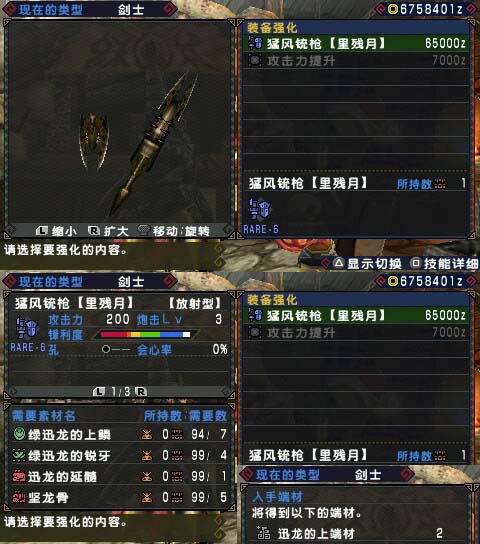 现在的类型 剑士
6758401z
装备强化
猛风铳枪【里残月】 65000z
攻击力提升 7000z
猛风铳枪【里残月】 所持数 1
RARE-6
L 缩小 R 扩大 移动/旋转
请选择要强化的内容。
△显示切换 □技能详细
现在的类型 剑士
6758401z
猛风铳枪【里残月】 【放射型】
攻击力 200 炮击Lv 3
锋利度
RARE-6 孔 ○-- 会心率 0%
L 1/3 R
需要素材名 所持数 需要数
绿迅龙的上鳞 0 94/ 7
绿迅龙的锐牙 0 99/ 4
迅龙的延髓 0 99/ 1
坚龙骨 0 99/ 5
请选择要强化的内容。
装备强化
猛风铳枪【里残月】 65000z
攻击力提升 7000z
猛风铳枪【里残月】 所持数 1
现在的类型 剑士
入手端材
将得到以下的端材。
迅龙的上端材 2